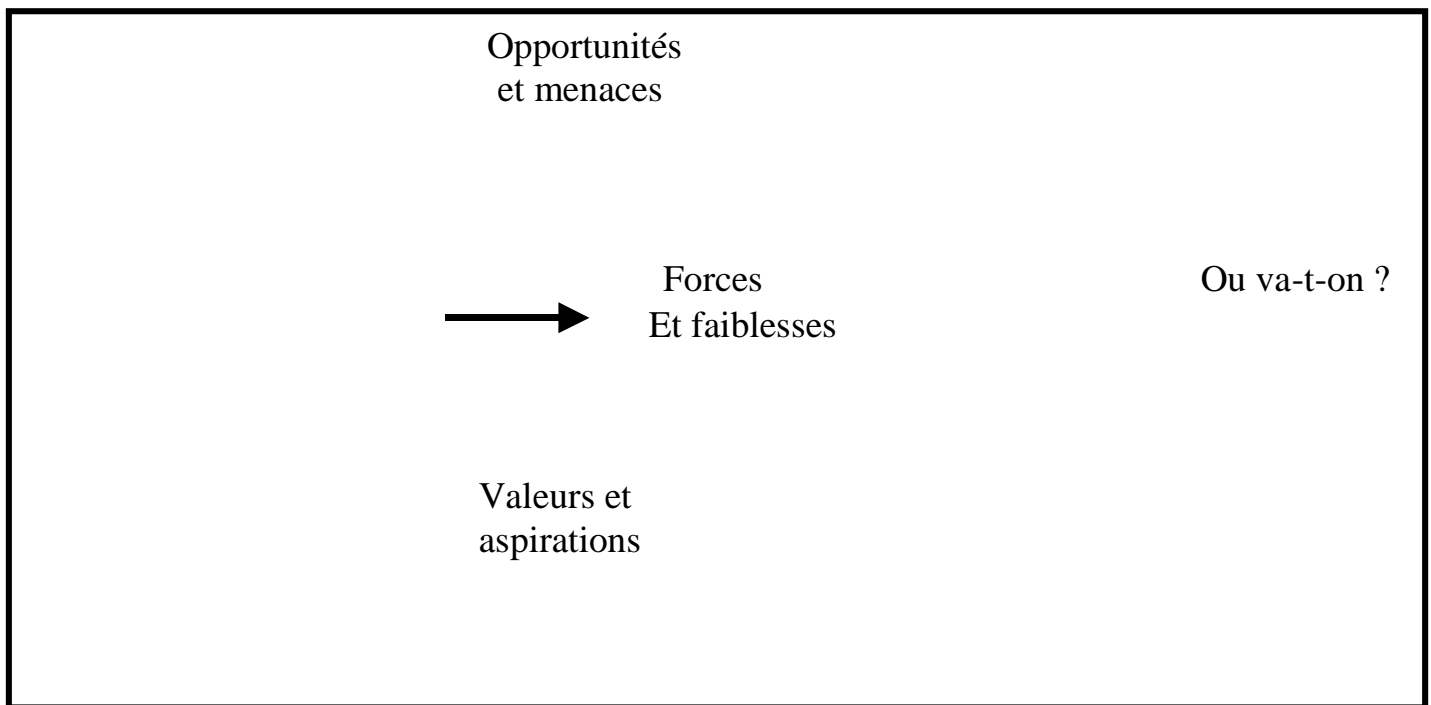 Opportunités
et menaces
Forces
Ou va-t-on ?
Et faiblesses
Valeurs et
aspirations